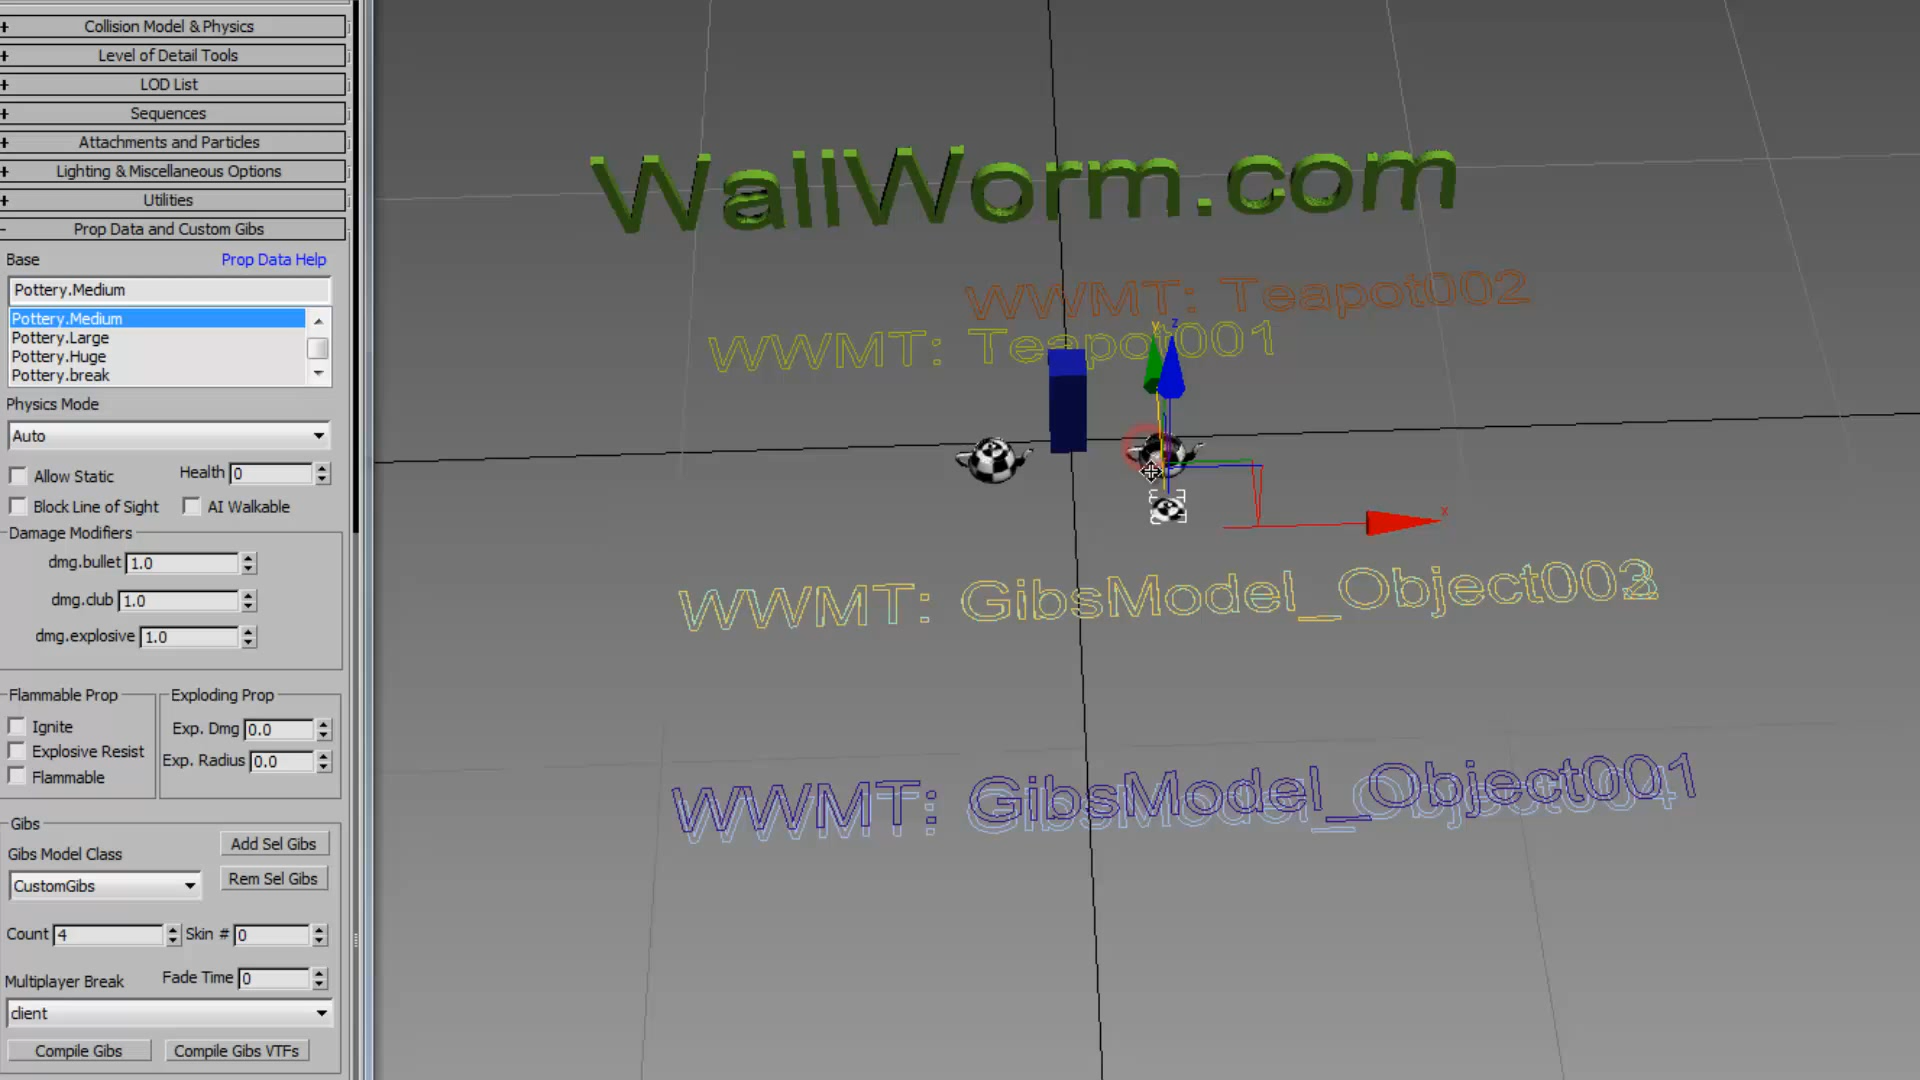 Collision Model & Physics
Level of Detail Tools
LOD List
Sequences
Attachments and Particles
Lighting & Miscellaneous Options
Utilities
Prop Data and Custom Gibs
Base
Prop Data Help
Pottery.Medium
Pottery.Medium
Pottery.Large
Pottery.Huge
Pottery.break
Physics Mode
Auto
Allow Static
Health 0
Block Line of Sight
AI Walkable
Damage Modifiers
dmg.bullet 1.0
dmg.club 1.0
dmg.explosive 1.0
Flammable Prop
Ignite
Explosive Resist
Flammable
Exploding Prop
Exp. Dmg 0.0
Exp. Radius 0.0
Gibs
Add Sel Gibs
Gibs Model Class
CustomGibs
Rem Sel Gibs
Count 4
Skin # 0
Multiplayer Break
Fade Time 0
client
Compile Gibs
Compile Gibs VTFs
WallWorm.com
WWMT: Teapot002
WWMT: Teapot001
y
z
x
WWMT: GibsModel_Object003
WWMT: GibsModel_Object001
WWMT: GibsModel_Object004